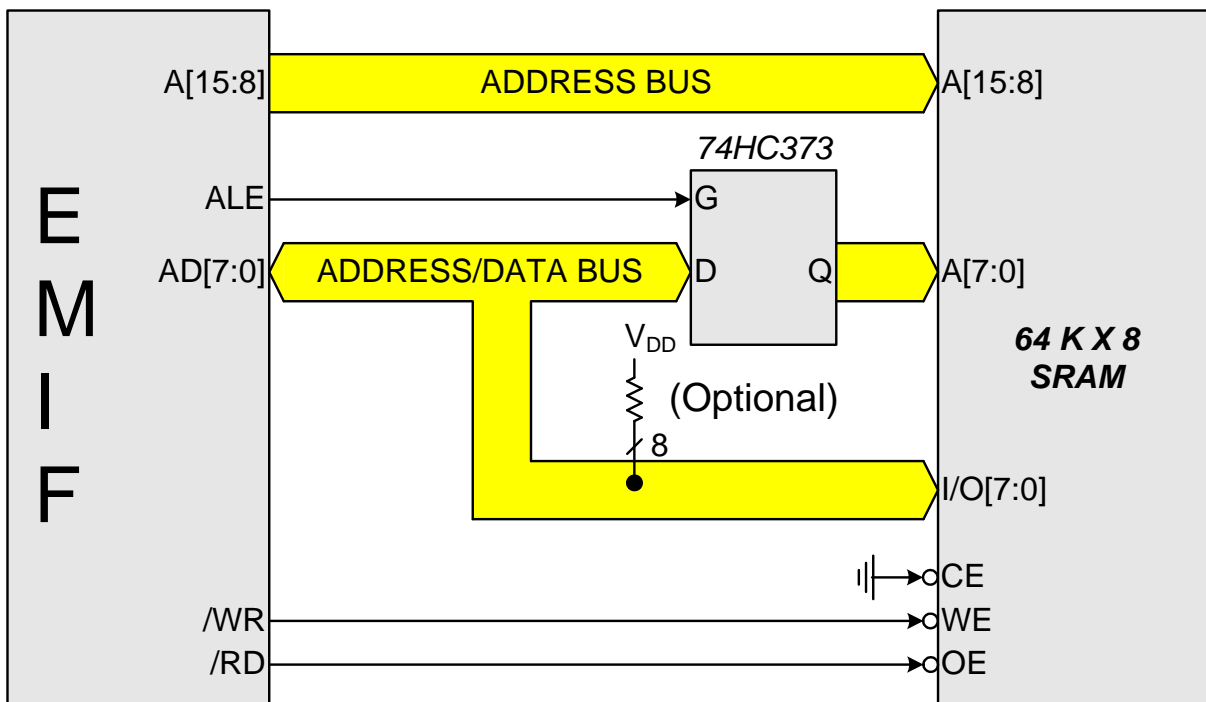 A[15:8]
ADDRESS BUS
A[15:8]
74HC373
ALE
G
AD[7:0]
ADDRESS/DATA BUS
D
Q
A[7:0]
E
M
I
F
VDD
(Optional)
8
64 K X 8
SRAM
I/O[7:0]
CE
/WR
WE
/RD
OE